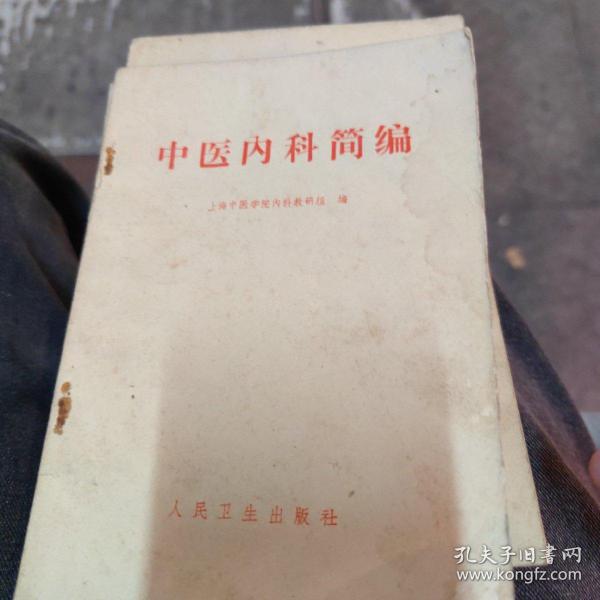 中医内科简编
上海中医学院内科教研组 编
人民卫生出版社
孔夫子旧书网
www.kongfz.com